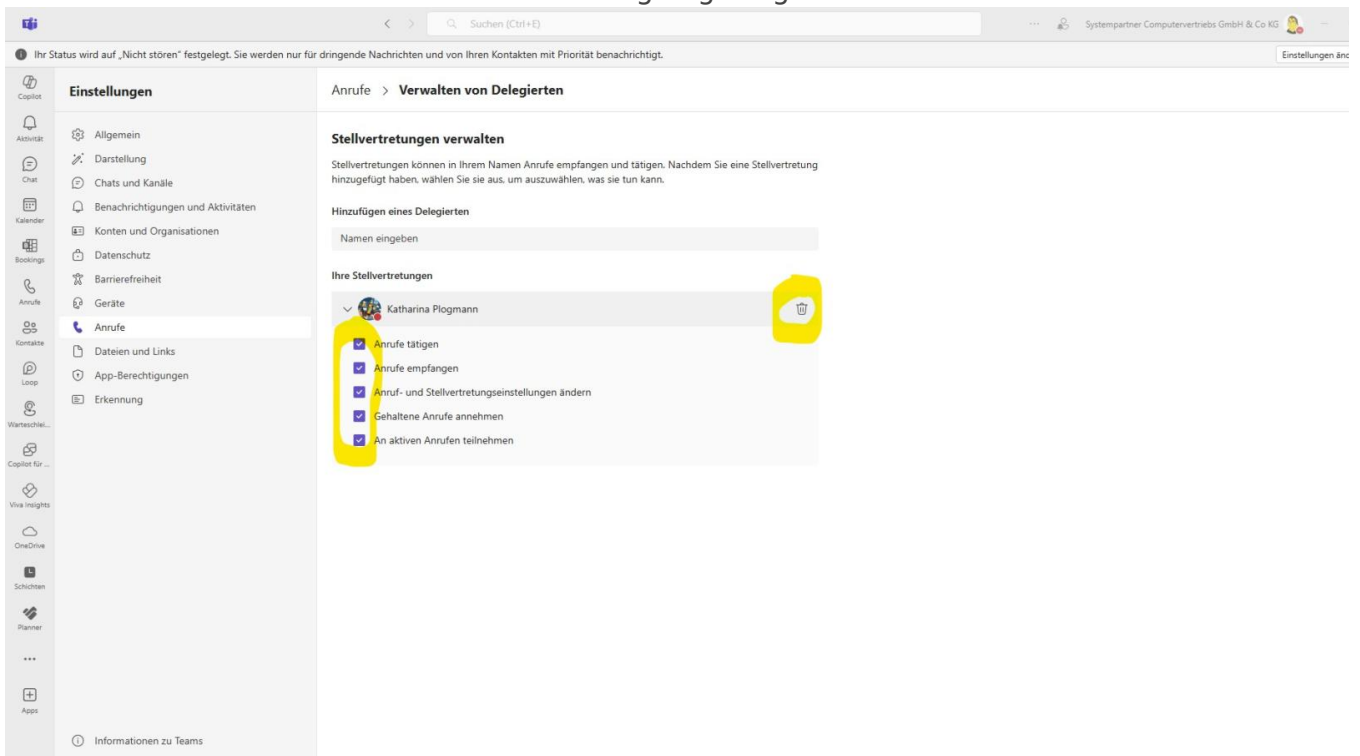 Suchen (Ctrl+E)
Systempartner Computervertriebs GmbH & Co KG
Ihr Status wird auf „Nicht stören“ festgelegt. Sie werden nur für dringende Nachrichten und von Ihren Kontakten mit Priorität benachrichtigt.
Einstellungen änd
Copilot
Aktivität
Chat
Kalender
Bookings
Anrufe
Kontakte
Loop
Warteschlei...
Copilot für ...
Viva Insights
OneDrive
Schichten
Planner
Apps
Einstellungen
Allgemein
Darstellung
Chats und Kanäle
Benachrichtigungen und Aktivitäten
Konten und Organisationen
Datenschutz
Barrierefreiheit
Geräte
Anrufe
Dateien und Links
App-Berechtigungen
Erkennung
Informationen zu Teams
Anrufe > Verwalten von Delegierten
Stellvertretungen verwalten
Stellvertretungen können in Ihrem Namen Anrufe empfangen und tätigen. Nachdem Sie eine Stellvertretung
hinzugefügt haben, wählen Sie sie aus, um auszuwählen, was sie tun kann.
Hinzufügen eines Delegierten
Namen eingeben
Ihre Stellvertretungen
Katharina Plogmann
Anrufe tätigen
Anrufe empfangen
Anruf- und Stellvertretungseinstellungen ändern
Gehaltene Anrufe annehmen
An aktiven Anrufen teilnehmen